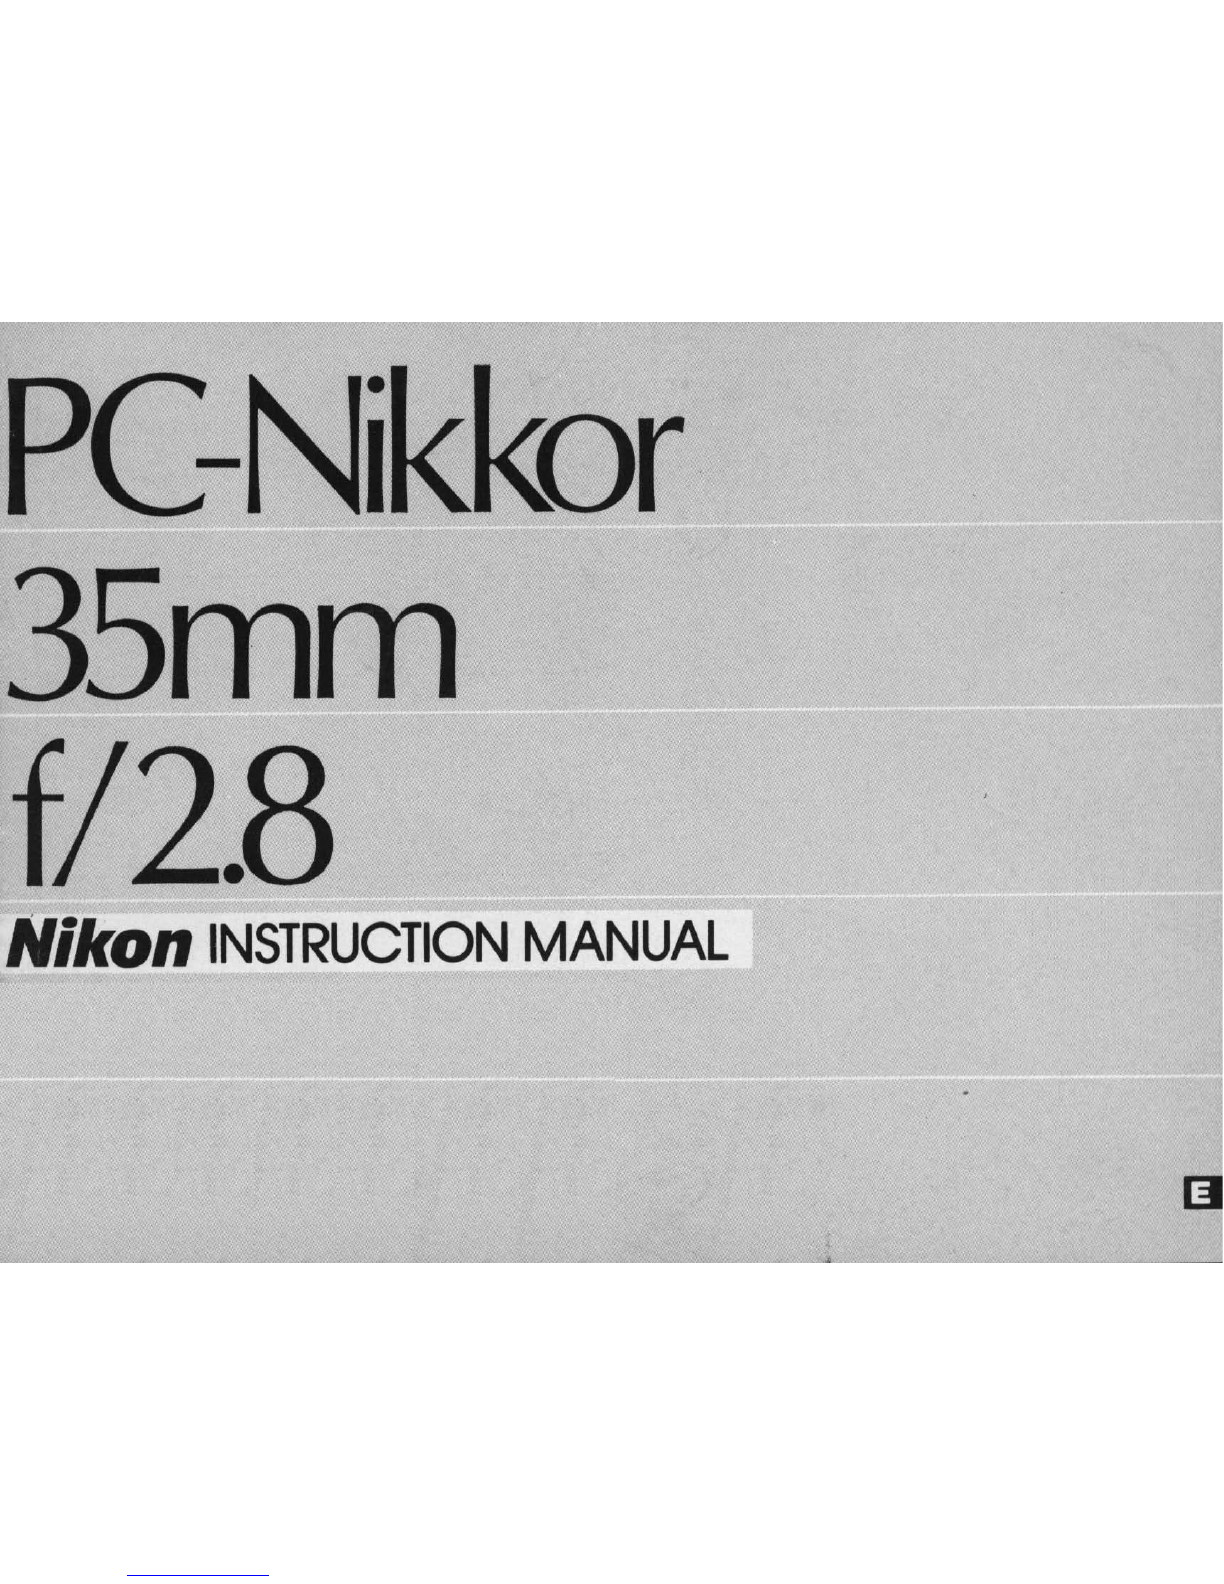 PC-Nikkor
35mm
f/2.8
Nikon INSTRUCTION MANUAL
E